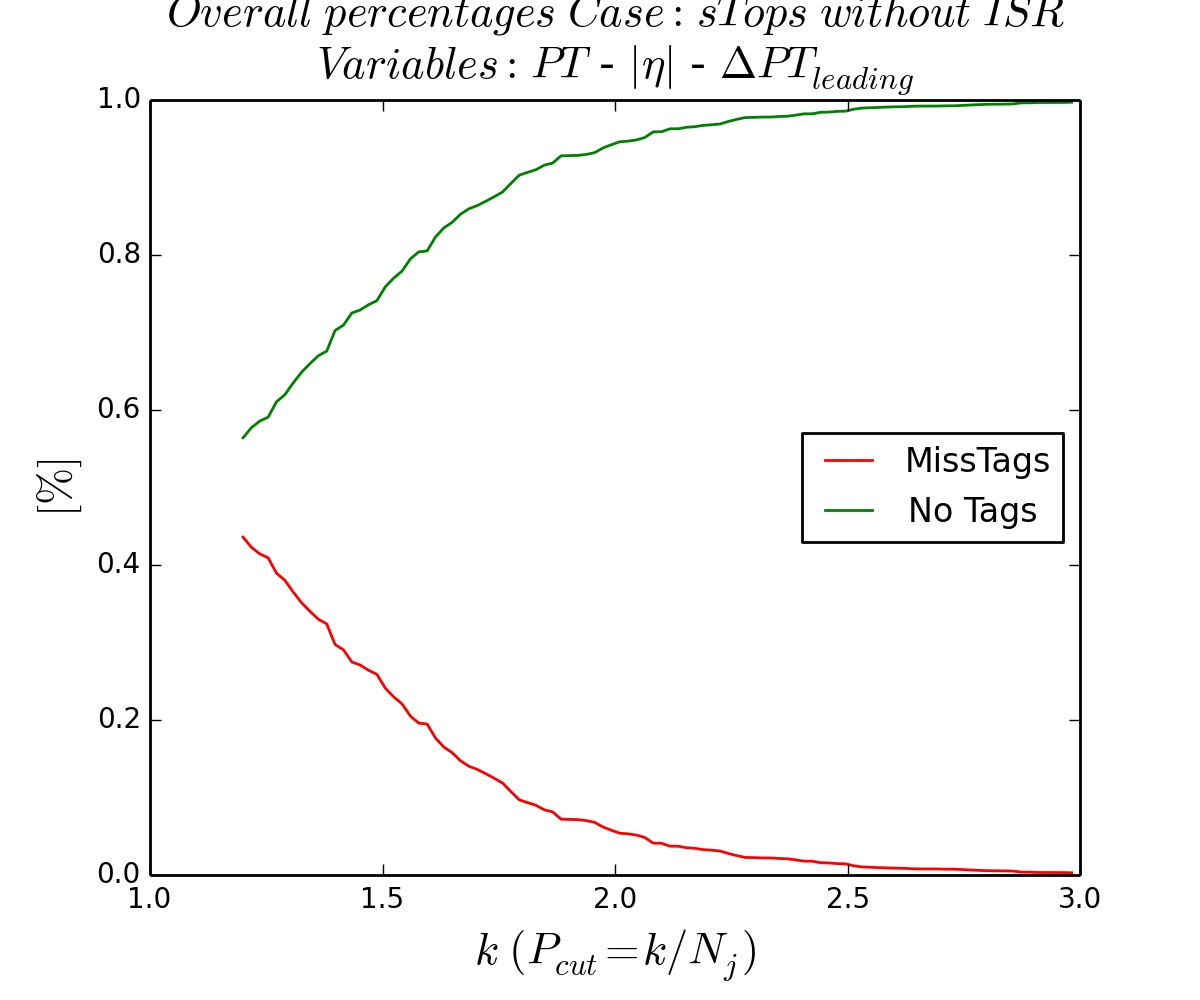 Overall percentages Case: sTops without ISR
Variables: PT - |η| - ΔPT_leading
1.0
0.8
0.6
0.4
0.2
0.0
[%]
MissTags
No Tags
1.0 1.5 2.0 2.5 3.0
k (P_cut = k/N_j)